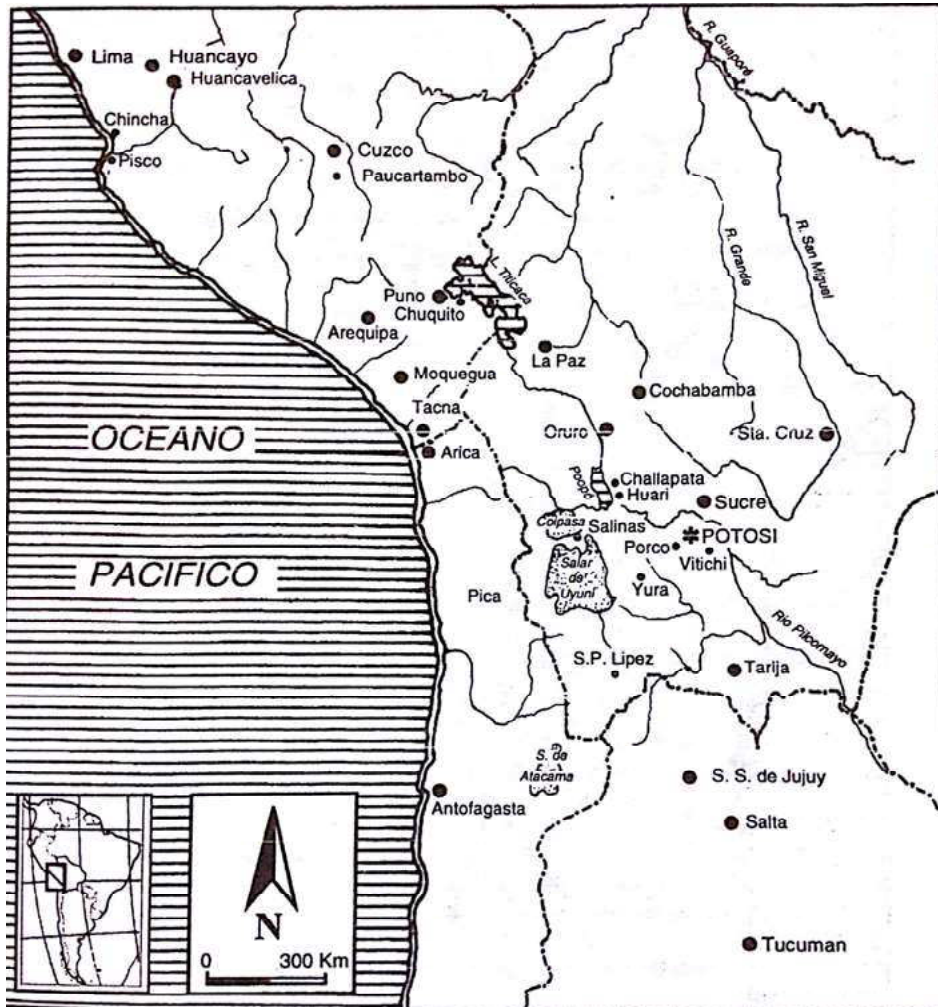 R. Guaporé
Lima
Huancayo
Huancavelica
Chincha
Pisco
Cuzco
Paucartambo
R. Grande
R. San Miguel
L. Titicaca
Puno
Chuquito
Arequipa
La Paz
Moquegua
Cochabamba
Tacna
Oruro
Sta. Cruz
OCEANO
Arica
Poopó
Challapata
Huari
Sucre
Coipasa
Salinas
POTOSI
Porco
Vitichi
PACIFICO
Salar
de
Uyuni
Pica
Yura
Rio Pilcomayo
S.P. Lipez
Tarija
S. de
Atacama
S. S. de Jujuy
Antofagasta
Salta
N
0 300 Km
Tucuman